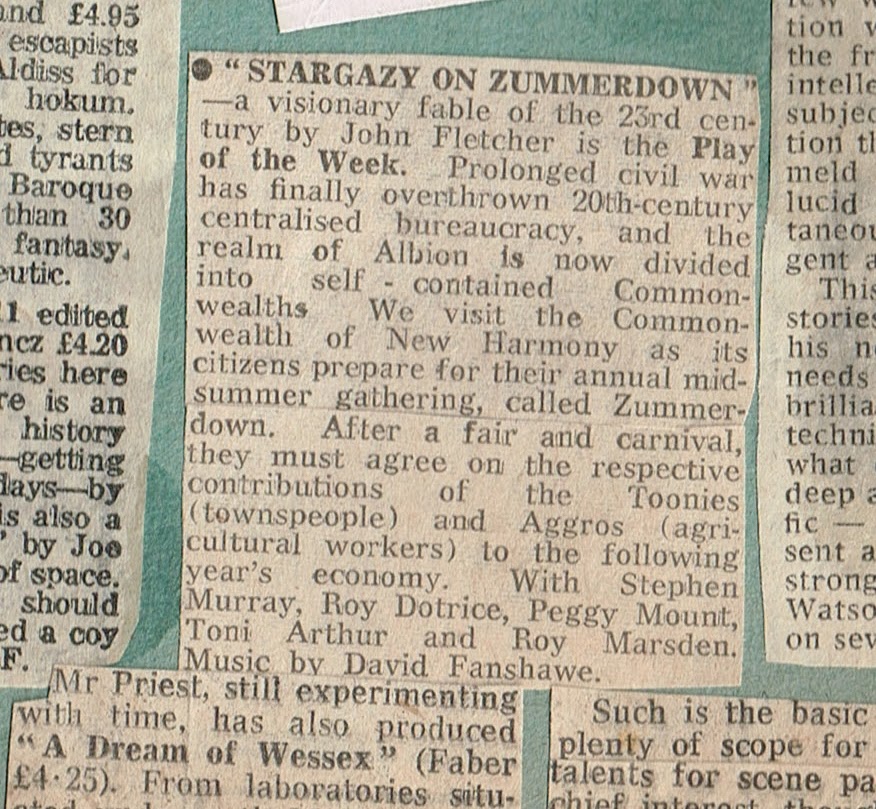 and £4.95
escapists
Aldiss for
hokum.
stern
tyrants
Baroque
than 30
fantasy.
edited
£4.20
here
is an
history
—getting
days—by
is also a
by Joe
of space.
should
a coy
F.
● "STARGAZY ON ZUMMERDOWN"
—a visionary fable of the 23rd cen-
tury by John Fletcher is the Play
of the Week. Prolonged civil war
has finally overthrown 20th-century
centralised bureaucracy, and the
realm of Albion is now divided
into self - contained Common-
wealths We visit the Common-
wealth of New Harmony as its
citizens prepare for their annual mid-
summer gathering, called Zummer-
down. After a fair and carnival,
they must agree on the respective
contributions of the Toonies
(townspeople) and Aggros (agri-
cultural workers) to the following
year's economy. With Stephen
Murray, Roy Dotrice, Peggy Mount,
Toni Arthur and Roy Marsden.
Music by David Fanshawe.
Mr Priest, still experimenting
with time, has also produced
"A Dream of Wessex" (Faber
£4·25). From laboratories situ-
tion
the
meld
lucid
gent
This
stories
his
needs
what
deep
fic —
sent
strong
on
Such is the basic
plenty of scope for
talents for scene
chief interest